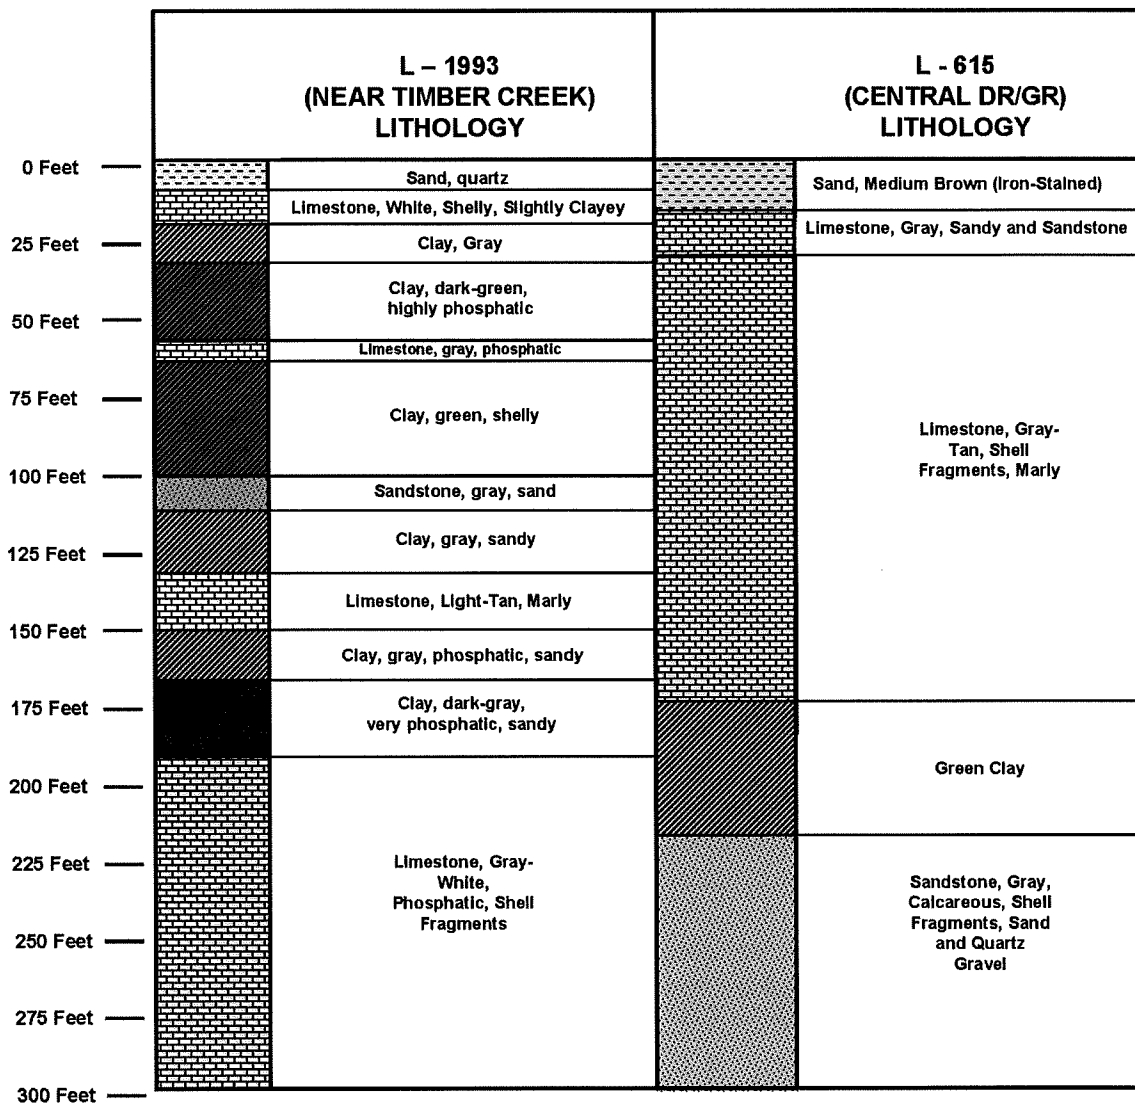 L – 1993
(NEAR TIMBER CREEK)
LITHOLOGY
L - 615
(CENTRAL DR/GR)
LITHOLOGY
0 Feet
25 Feet
50 Feet
75 Feet
100 Feet
125 Feet
150 Feet
175 Feet
200 Feet
225 Feet
250 Feet
275 Feet
300 Feet
Sand, quartz
Limestone, White, Shelly, Slightly Clayey
Clay, Gray
Clay, dark-green,
highly phosphatic
Limestone, gray, phosphatic
Clay, green, shelly
Sandstone, gray, sand
Clay, gray, sandy
Limestone, Light-Tan, Marly
Clay, gray, phosphatic, sandy
Clay, dark-gray,
very phosphatic, sandy
Limestone, Gray-
White,
Phosphatic, Shell
Fragments
Sand, Medium Brown (Iron-Stained)
Limestone, Gray, Sandy and Sandstone
Limestone, Gray-
Tan, Shell
Fragments, Marly
Green Clay
Sandstone, Gray,
Calcareous, Shell
Fragments, Sand
and Quartz
Gravel